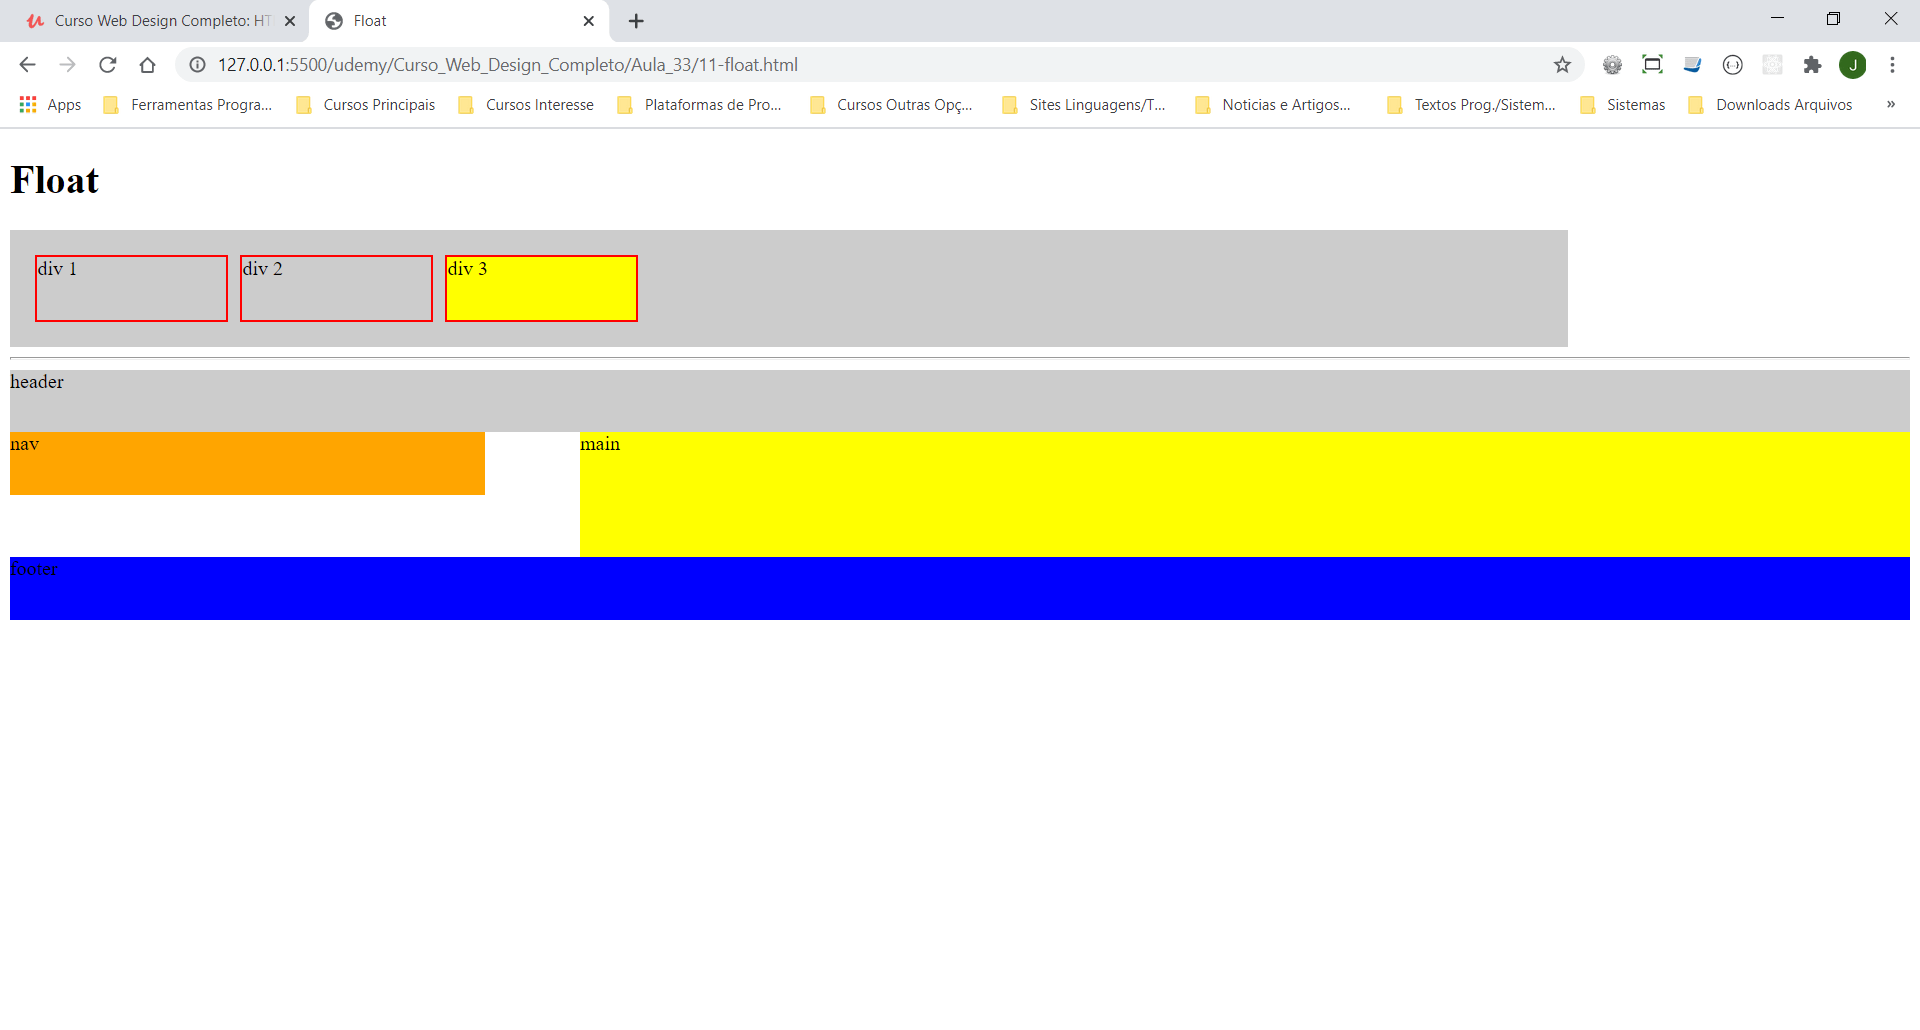 Curso Web Design Completo: HT
Float
127.0.0.1:5500/udemy/Curso_Web_Design_Completo/Aula_33/11-float.html
J
Apps
Ferramentas Progra...
Cursos Principais
Cursos Interesse
Plataformas de Pro...
Cursos Outras Opç...
Sites Linguagens/T...
Noticias e Artigos...
Textos Prog./Sistem...
Sistemas
Downloads Arquivos
»
Float
div 1
div 2
div 3
header
nav
main
footer